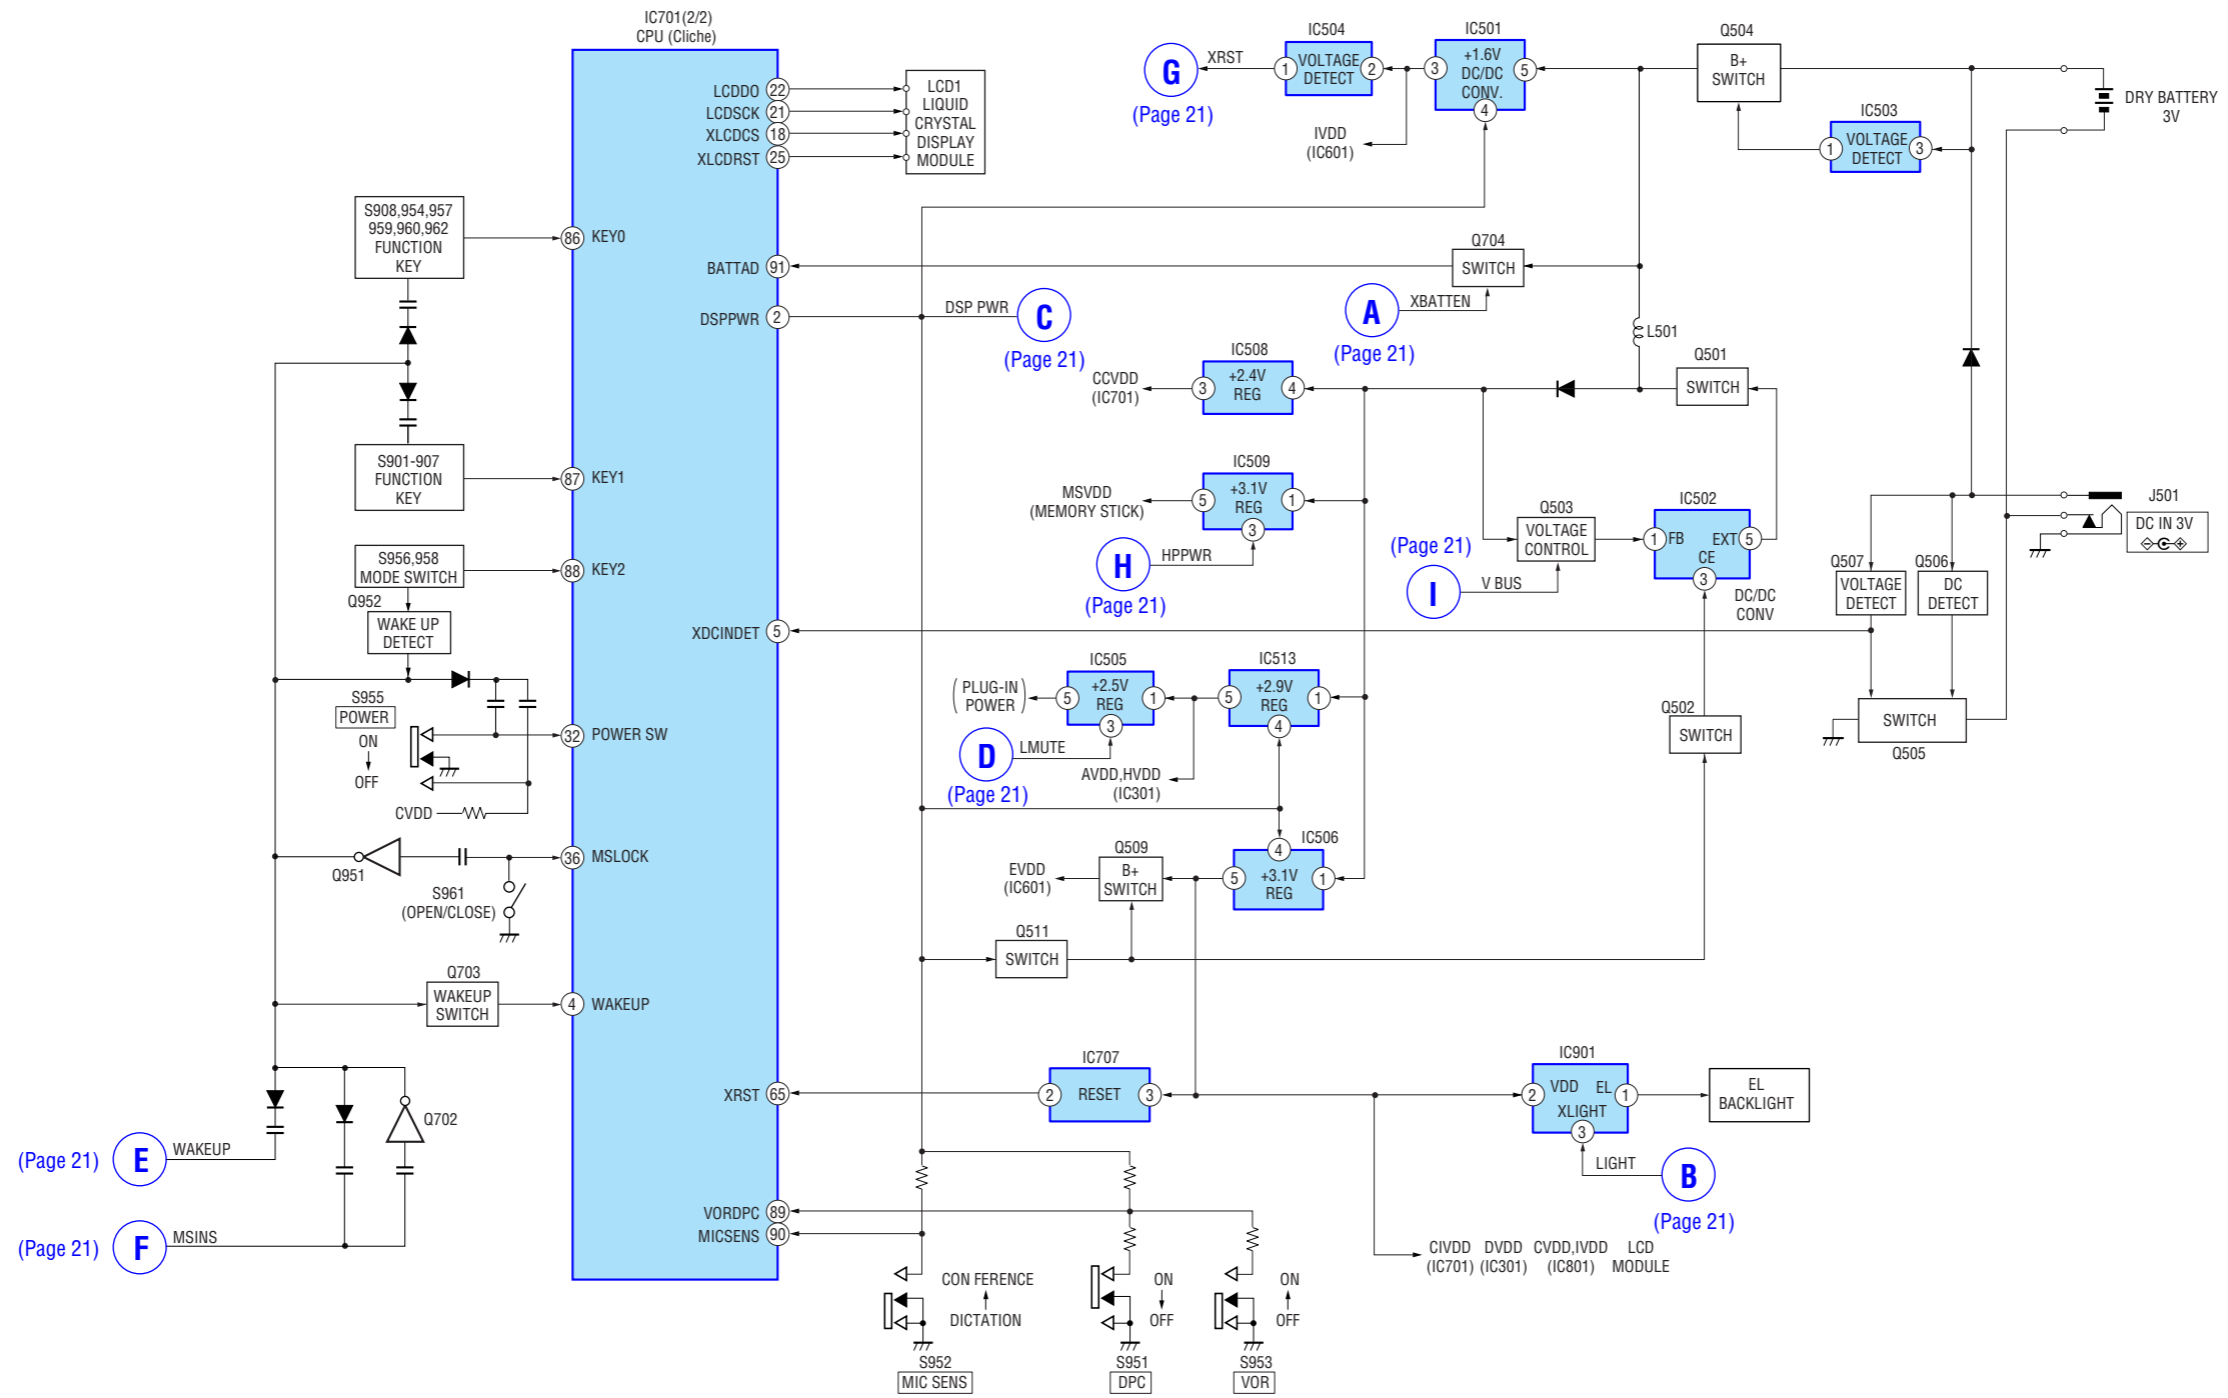 IC701(2/2)
CPU (Cliche)
LCDDO 22
LCDSCK 21
XLCDCS 18
XLCDRST 25
LCD1
LIQUID
CRYSTAL
DISPLAY
MODULE
G
(Page 21)
XRST
IC504
1 VOLTAGE 2
DETECT
IC501
3 +1.6V 5
DC/DC
CONV.
4
IVDD
(IC601)
Q504
B+
SWITCH
IC503
1 VOLTAGE 3
DETECT
DRY BATTERY
3V
S908,954,957
959,960,962
FUNCTION
KEY
86 KEY0
BATTAD 91
DSPPWR 2
DSP PWR
C
(Page 21)
Q704
SWITCH
A
XBATTEN
(Page 21)
L501
IC508
3 +2.4V 4
REG
CCVDD
(IC701)
Q501
SWITCH
S901-907
FUNCTION
KEY
87 KEY1
IC509
5 +3.1V 1
REG
3
MSVDD
(MEMORY STICK)
H
HPPWR
(Page 21)
Q503
VOLTAGE
CONTROL
(Page 21)
I
V BUS
IC502
1 FB EXT 5
CE
3
DC/DC
CONV
J501
DC IN 3V
Q507
VOLTAGE
DETECT
Q506
DC
DETECT
S956,958
MODE SWITCH
88 KEY2
Q952
WAKE UP
DETECT
XDCINDET 5
S955
POWER
ON
OFF
32 POWER SW
CVDD
(PLUG-IN
POWER)
IC505
5 +2.5V 1
REG
3
D
LMUTE
(Page 21)
IC513
5 +2.9V 1
REG
4
AVDD,HVDD
(IC301)
Q502
SWITCH
SWITCH
Q505
Q951
36 MSLOCK
S961
(OPEN/CLOSE)
EVDD
(IC601)
Q509
B+
SWITCH
IC506
4
5 +3.1V 1
REG
Q511
SWITCH
Q703
WAKEUP
SWITCH
4 WAKEUP
XRST 65
IC707
2 RESET 3
IC901
2 VDD EL 1
XLIGHT
3
EL
BACKLIGHT
LIGHT
B
(Page 21)
Q702
(Page 21) E WAKEUP
(Page 21) F MSINS
VORDPC 89
MICSENS 90
CON FERENCE
DICTATION
S952
MIC SENS
ON
OFF
S951
DPC
ON
OFF
S953
VOR
CIVDD DVDD CVDD,IVDD LCD
(IC701) (IC301) (IC801) MODULE